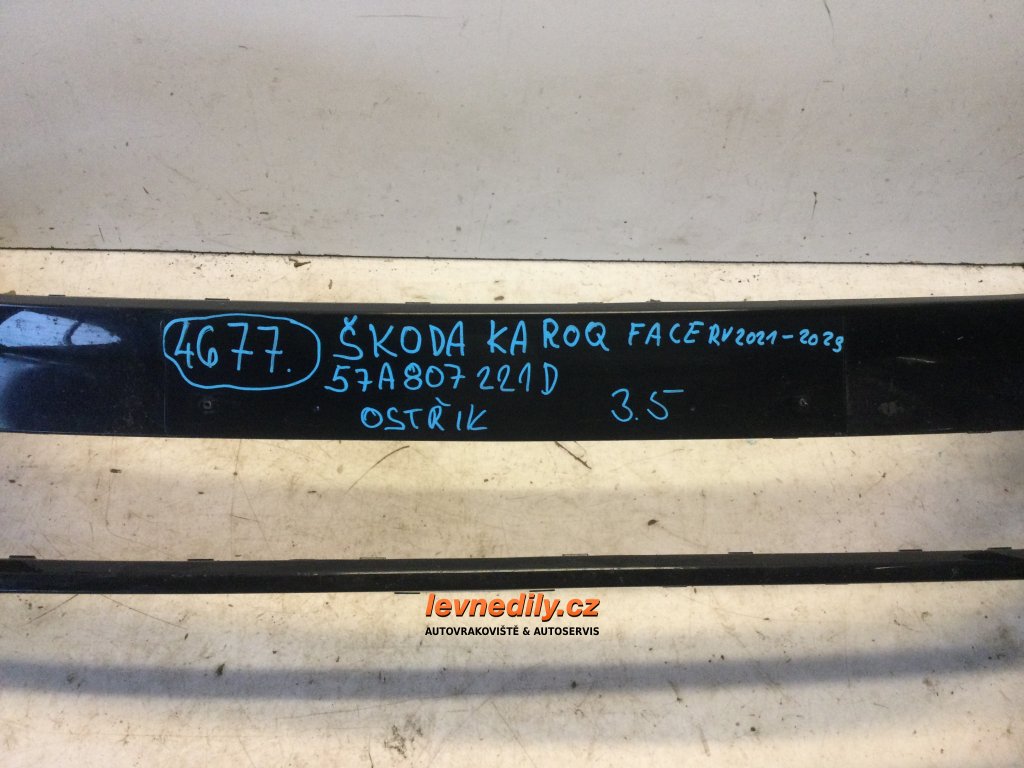 4677. ŠKODA KAROQ FACE RV2021-2023
57A807221D
OSTŘIK 3.5
levnedily.cz
AUTOVRAKOVIŠTĚ & AUTOSERVIS